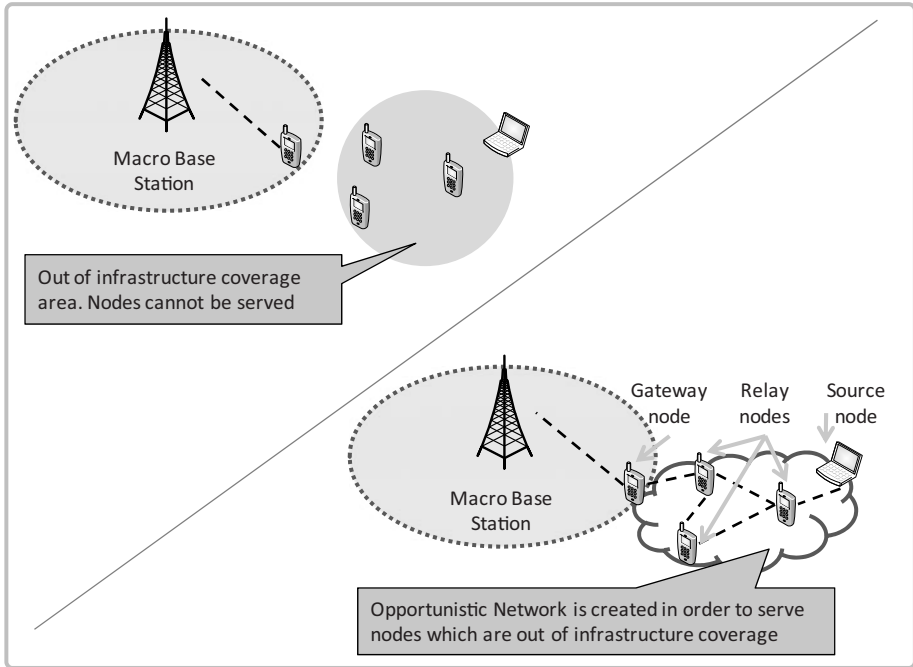 Macro Base
Station
Out of infrastructure coverage
area. Nodes cannot be served
Gateway
node
Relay
nodes
Source
node
Macro Base
Station
Opportunistic Network is created in order to serve
nodes which are out of infrastructure coverage